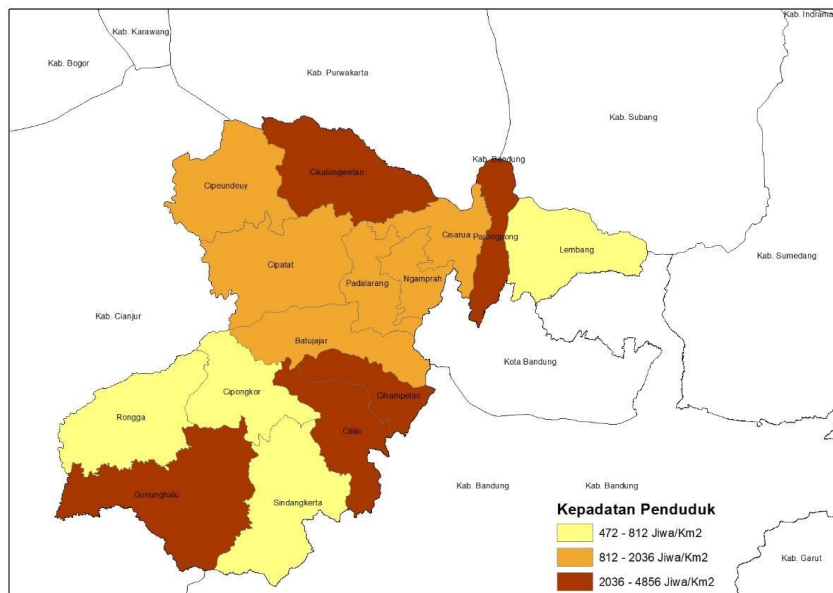 Kab. Indrama
Kab. Karawang
Kab. Bogor
Kab. Purwakarta
Kab. Subang
Kab. Bandung
Cikalongwetan
Cipeundeuy
Cisarua
Parongpong
Lembang
Kab. Sumedang
Cipatat
Padalarang
Ngamprah
Kab. Cianjur
Batujajar
Kota Bandung
Cipongkor
Cihampelas
Rongga
Cililin
Gununghalu
Sindangkerta
Kab. Bandung
Kab. Bandung
Kepadatan Penduduk
472 - 812 Jiwa/Km2
812 - 2036 Jiwa/Km2
2036 - 4856 Jiwa/Km2
Kab. Garut